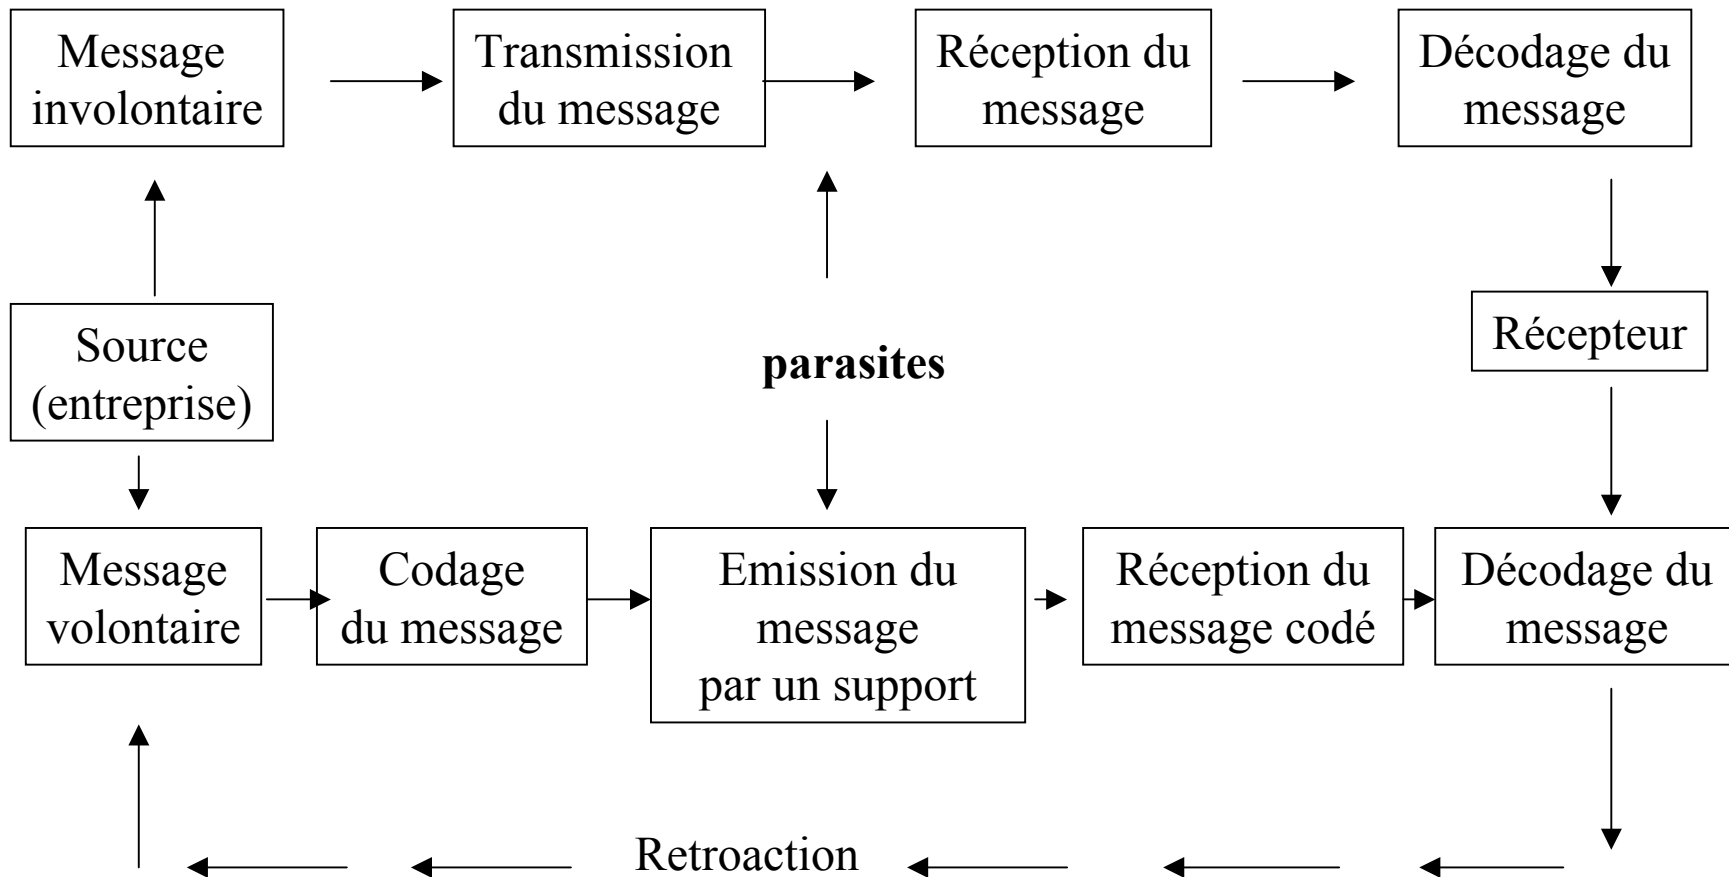 Message
involontaire
Transmission
du message
Réception du
message
Décodage du
message
Source
(entreprise)
parasites
Récepteur
Message
volontaire
Codage
du message
Emission du
message
par un support
Réception du
message codé
Décodage du
message
Retroaction